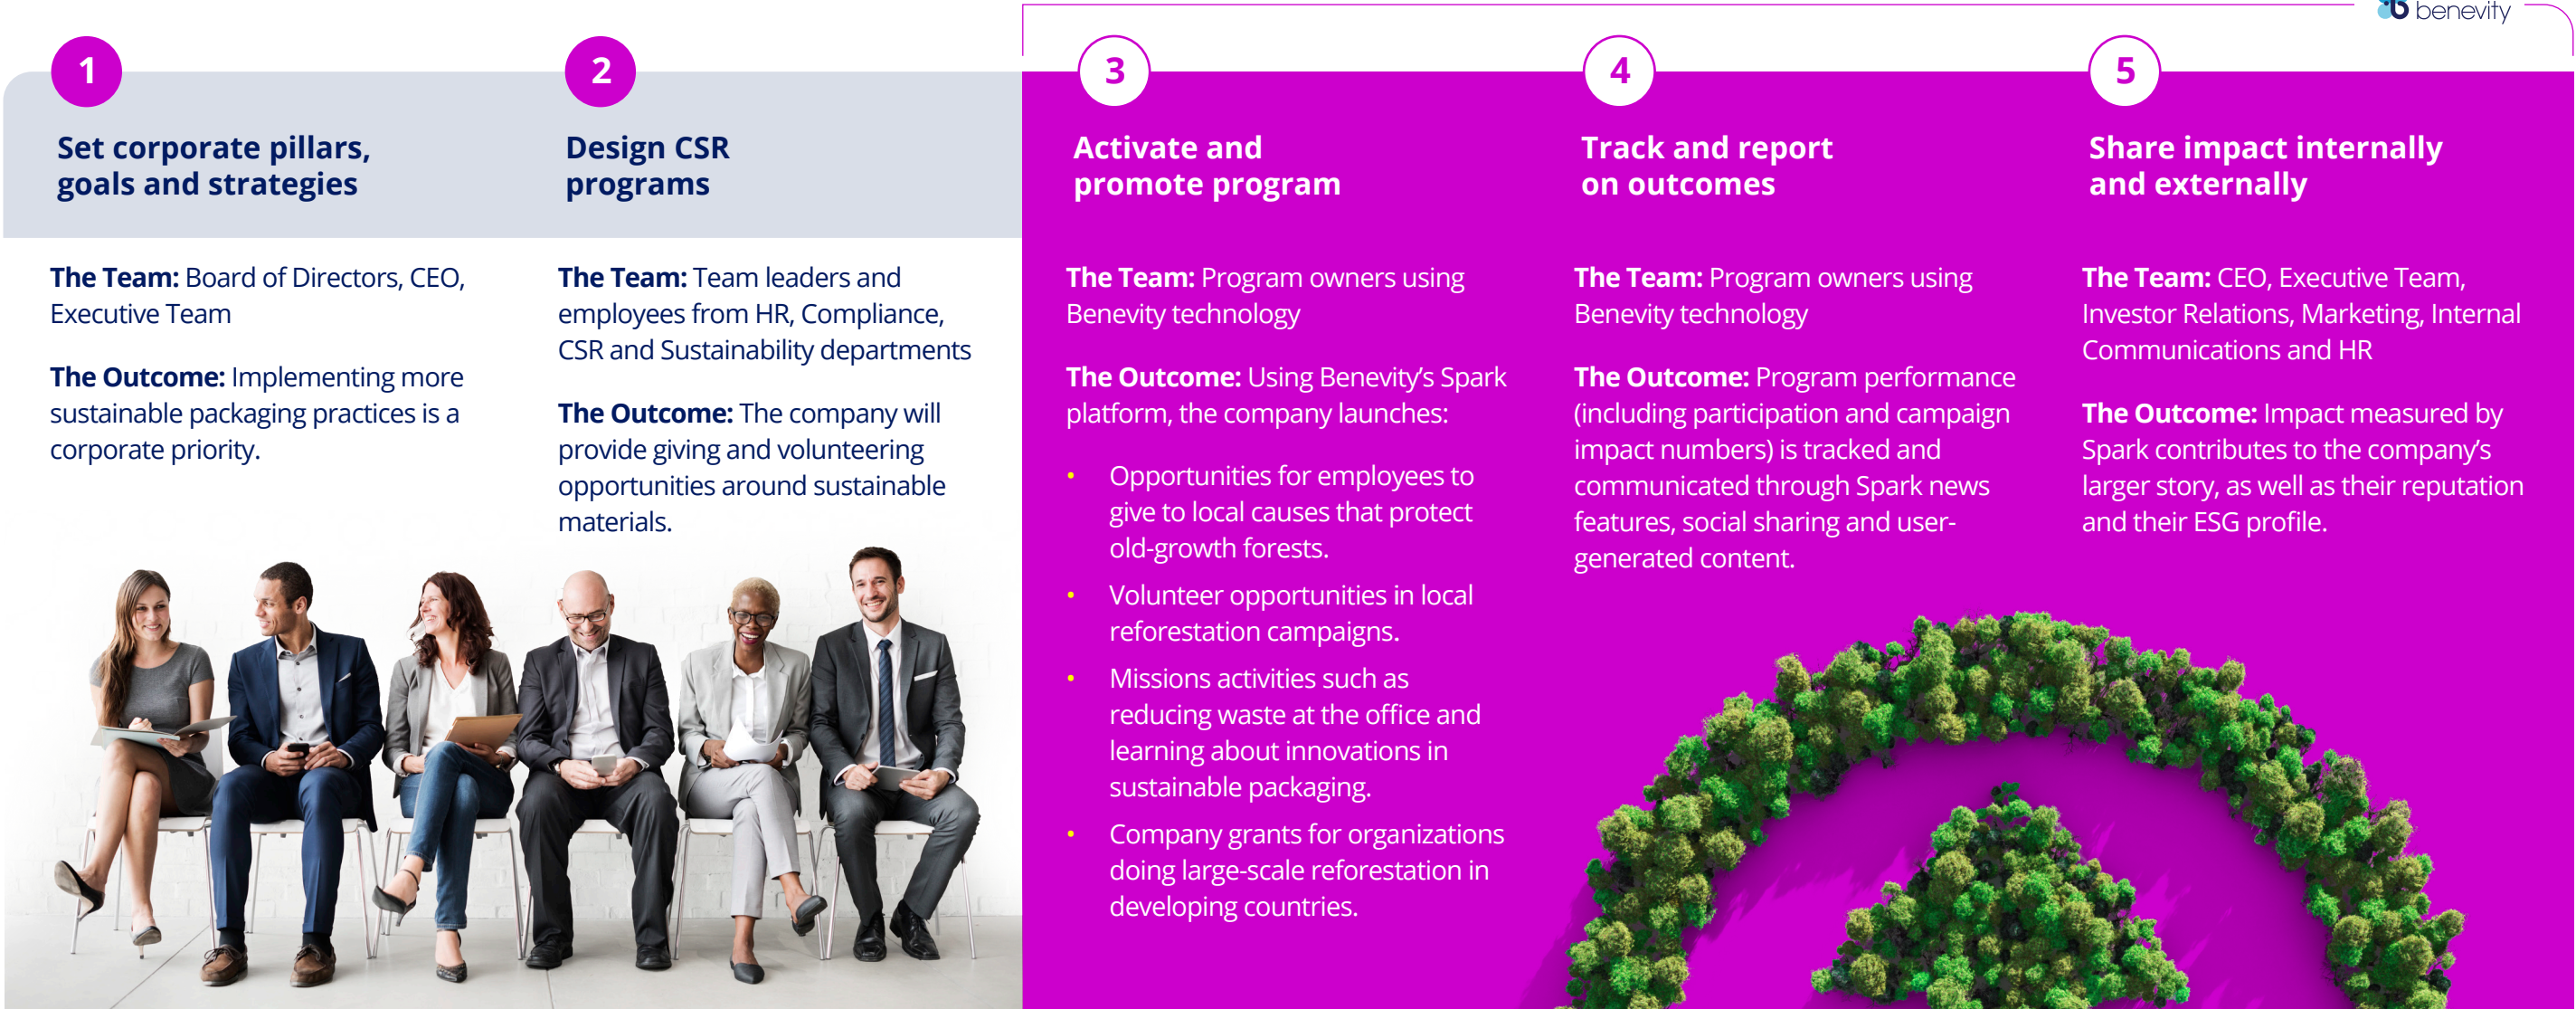 benevity
1
Set corporate pillars,
goals and strategies
The Team: Board of Directors, CEO,
Executive Team
The Outcome: Implementing more
sustainable packaging practices is a
corporate priority.
2
Design CSR
programs
The Team: Team leaders and
employees from HR, Compliance,
CSR and Sustainability departments
The Outcome: The company will
provide giving and volunteering
opportunities around sustainable
materials.
3
Activate and
promote program
The Team: Program owners using
Benevity technology
The Outcome: Using Benevity’s Spark
platform, the company launches:
• Opportunities for employees to
give to local causes that protect
old-growth forests.
• Volunteer opportunities in local
reforestation campaigns.
• Missions activities such as
reducing waste at the office and
learning about innovations in
sustainable packaging.
• Company grants for organizations
doing large-scale reforestation in
developing countries.
4
Track and report
on outcomes
The Team: Program owners using
Benevity technology
The Outcome: Program performance
(including participation and campaign
impact numbers) is tracked and
communicated through Spark news
features, social sharing and user-
generated content.
5
Share impact internally
and externally
The Team: CEO, Executive Team,
Investor Relations, Marketing, Internal
Communications and HR
The Outcome: Impact measured by
Spark contributes to the company’s
larger story, as well as their reputation
and their ESG profile.